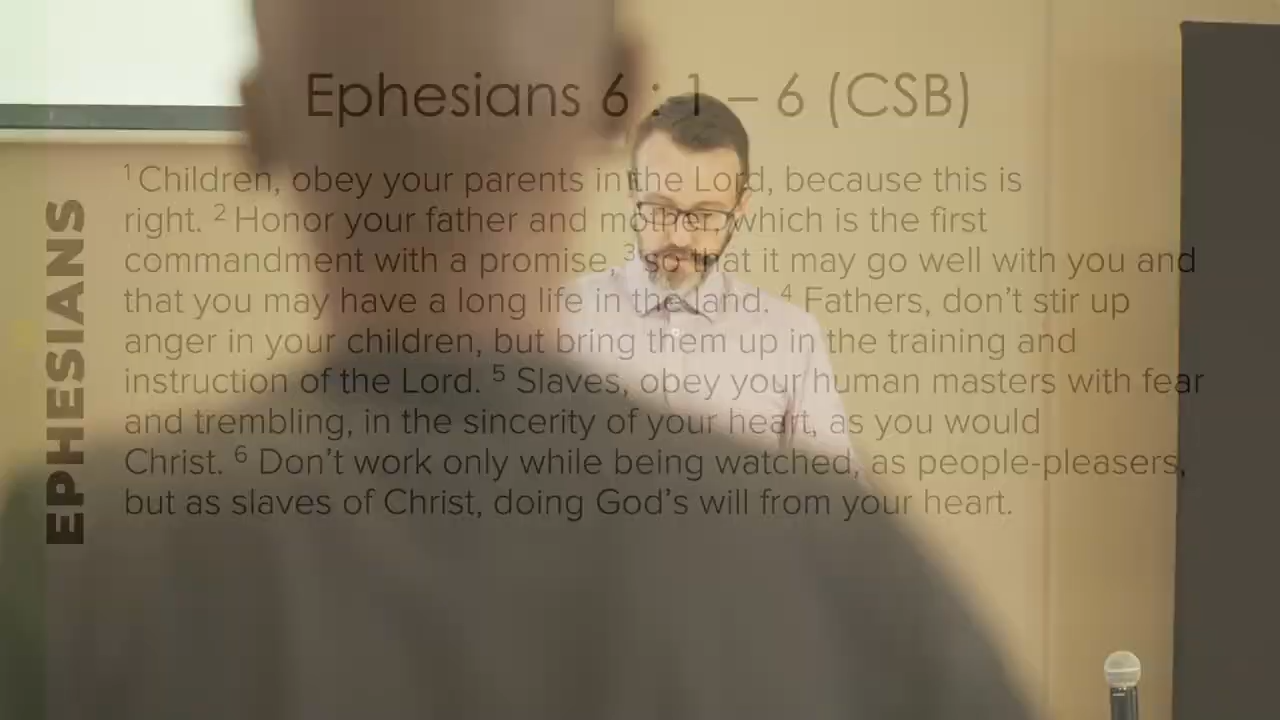 Ephesians 6 : 1 – 6 (CSB)
1 Children, obey your parents in the Lord, because this is
right. 2 Honor your father and mother, which is the first
commandment with a promise, 3 so that it may go well with you and
that you may have a long life in the land. 4 Fathers, don’t stir up
anger in your children, but bring them up in the training and
instruction of the Lord. 5 Slaves, obey your human masters with fear
and trembling, in the sincerity of your heart, as you would
Christ. 6 Don’t work only while being watched, as people-pleasers,
but as slaves of Christ, doing God’s will from your heart.
EPHESIANS